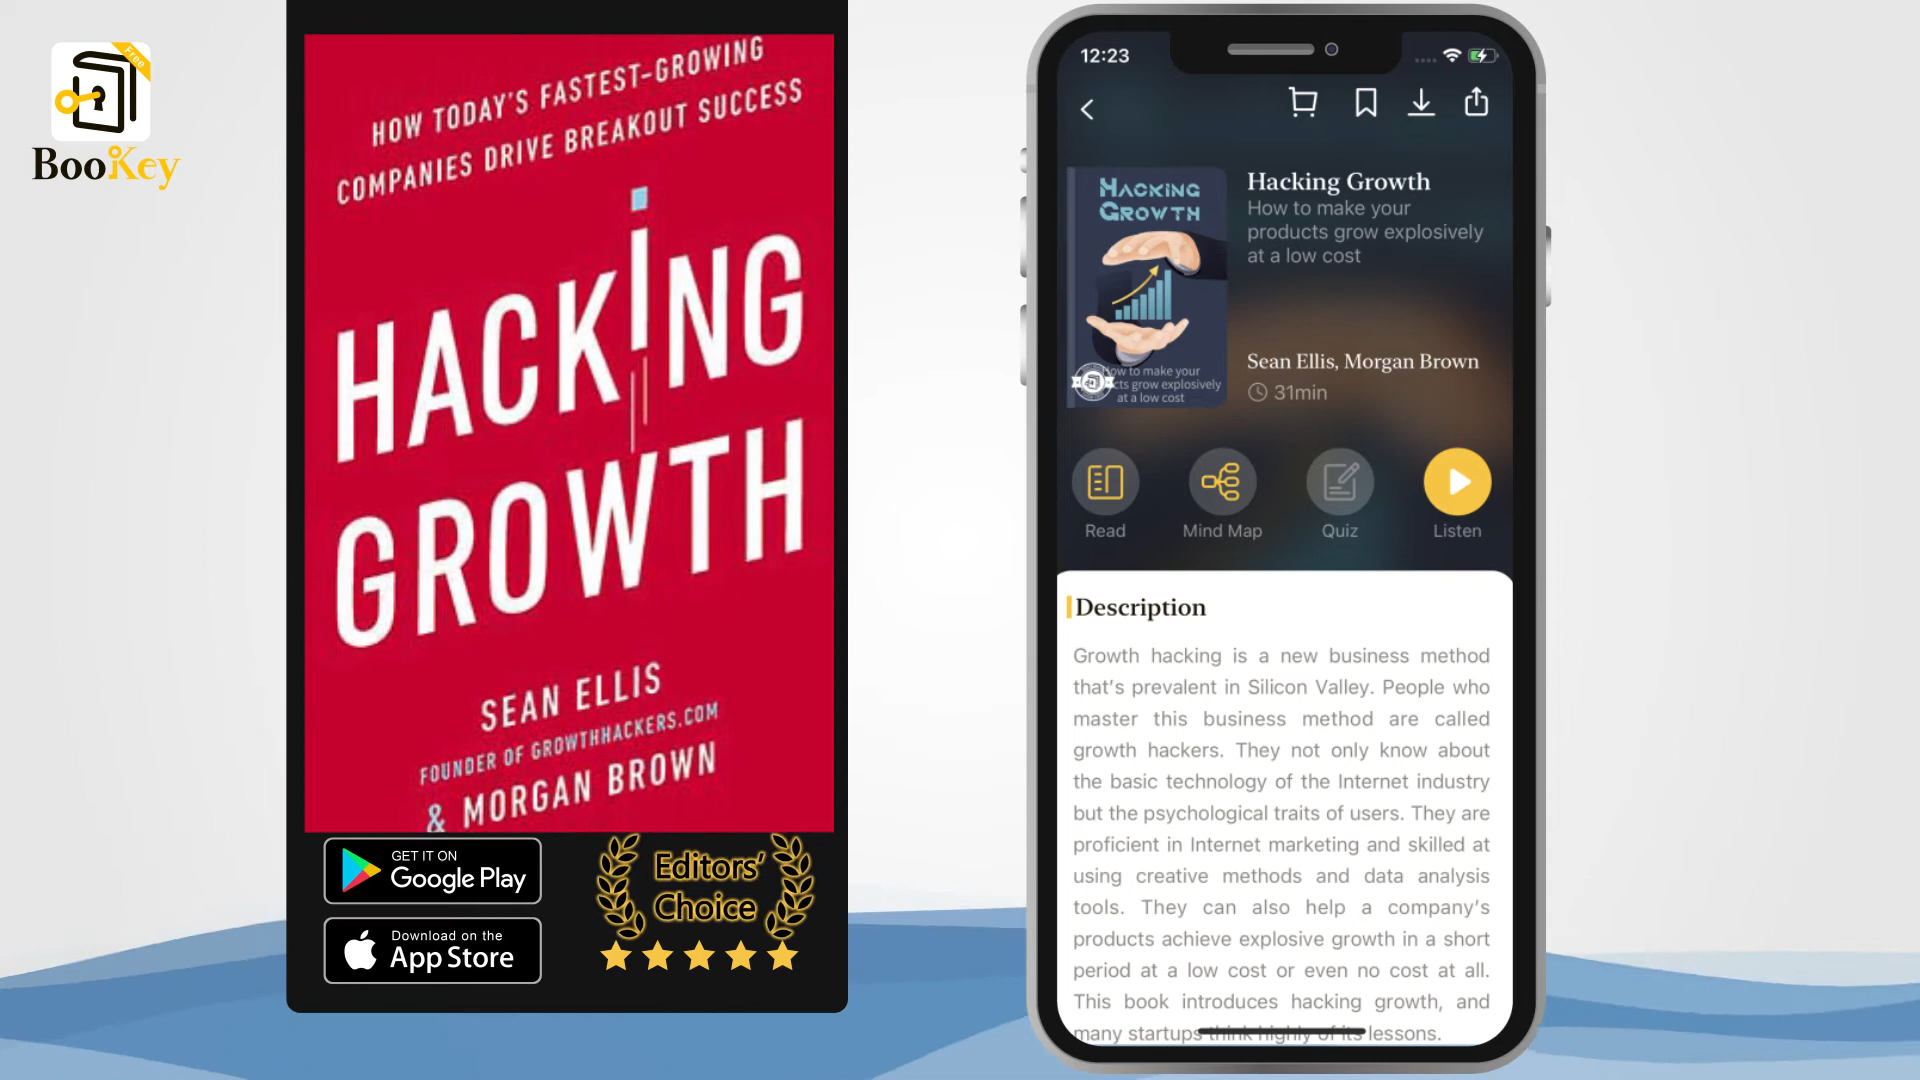 Free
BooKey
HOW TODAY'S FASTEST-GROWING
COMPANIES DRIVE BREAKOUT SUCCESS
HACKING
GROWTH
SEAN ELLIS
FOUNDER OF GROWTHHACKERS.COM
& MORGAN BROWN
GET IT ON
Google Play
Download on the
App Store
Editors'
Choice
12:23
HACKING
GROWTH
How to make your
cts grow explosively
at a low cost
Hacking Growth
How to make your
products grow explosively
at a low cost
Sean Ellis, Morgan Brown
31min
Read
Mind Map
Quiz
Listen
Description
Growth hacking is a new business method
that's prevalent in Silicon Valley. People who
master this business method are called
growth hackers. They not only know about
the basic technology of the Internet industry
but the psychological traits of users. They are
proficient in Internet marketing and skilled at
using creative methods and data analysis
tools. They can also help a company's
products achieve explosive growth in a short
period at a low cost or even no cost at all.
This book introduces hacking growth, and
many startups think highly of its lessons.